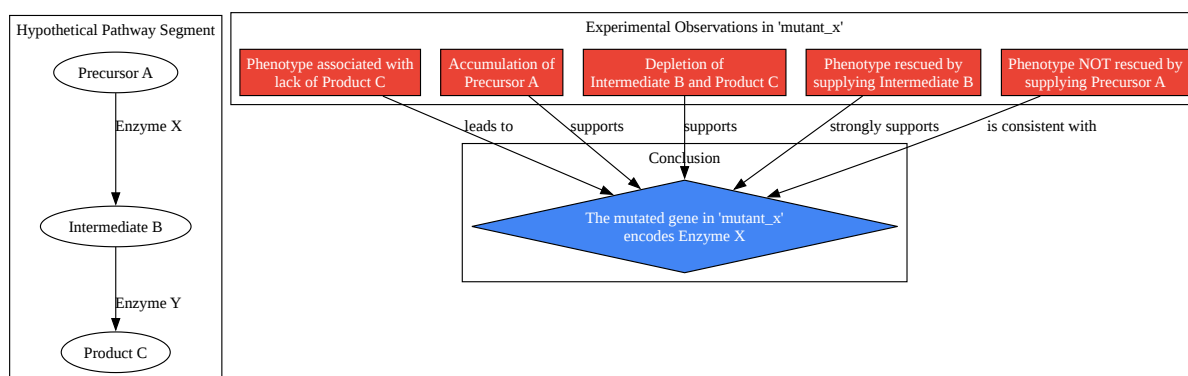 Hypothetical Pathway Segment
Precursor A
Enzyme X
Intermediate B
Enzyme Y
Product C
Experimental Observations in 'mutant_x'
Phenotype associated with
lack of Product C
Accumulation of
Precursor A
Depletion of
Intermediate B and Product C
Phenotype rescued by
supplying Intermediate B
Phenotype NOT rescued by
supplying Precursor A
leads to
supports
supports
strongly supports
is consistent with
Conclusion
The mutated gene in 'mutant_x'
encodes Enzyme X